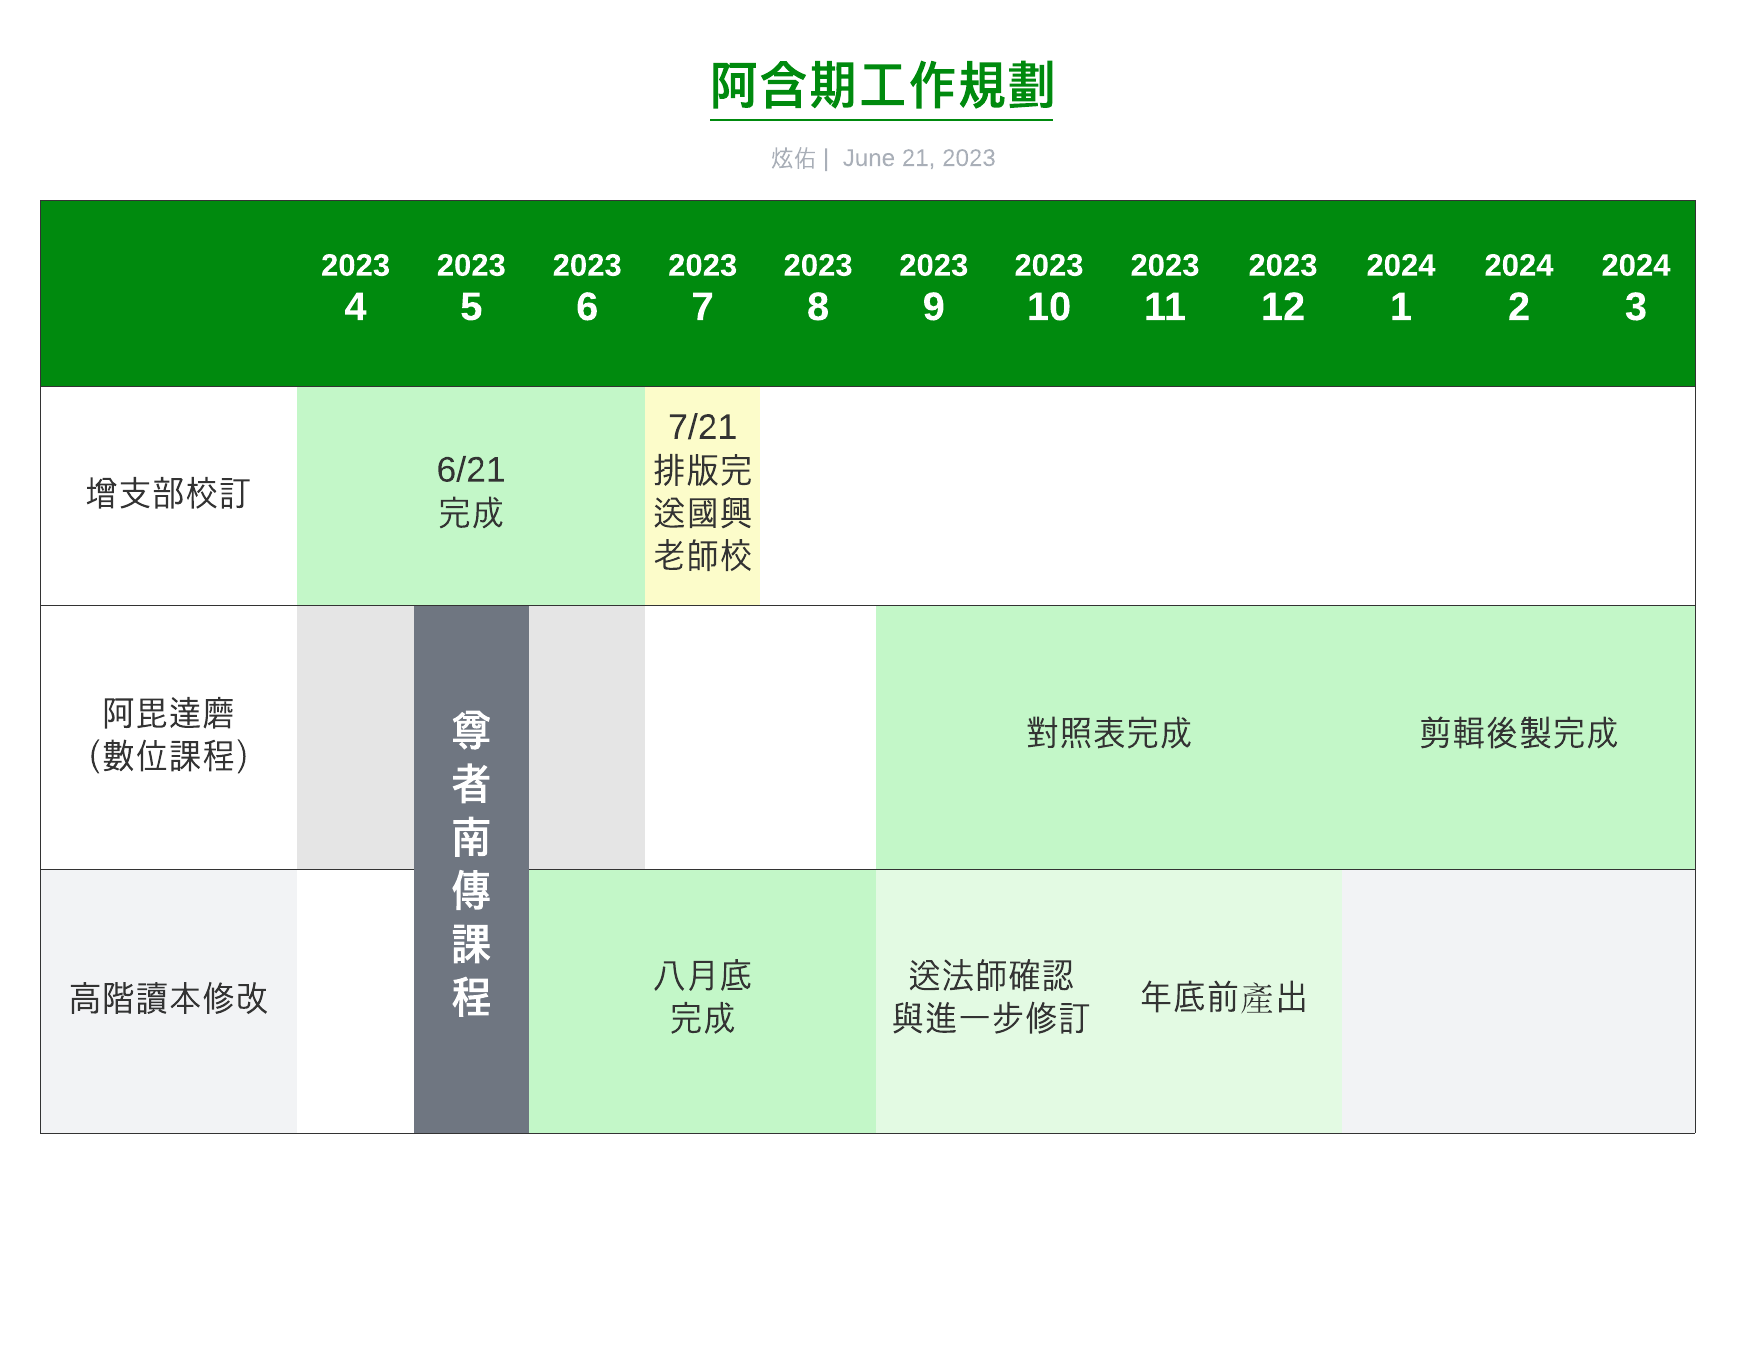 阿含期工作規劃
炫佑 | June 21, 2023
2023 2023 2023 2023 2023 2023 2023 2023 2023 2024 2024 2024
4 5 6 7 8 9 10 11 12 1 2 3
增支部校訂
6/21
完成
7/21
排版完
送國興
老師校
阿毘達磨
（數位課程）
尊
者
南
傳
課
程
對照表完成
剪輯後製完成
高階讀本修改
八月底
完成
送法師確認
與進一步修訂
年底前產出